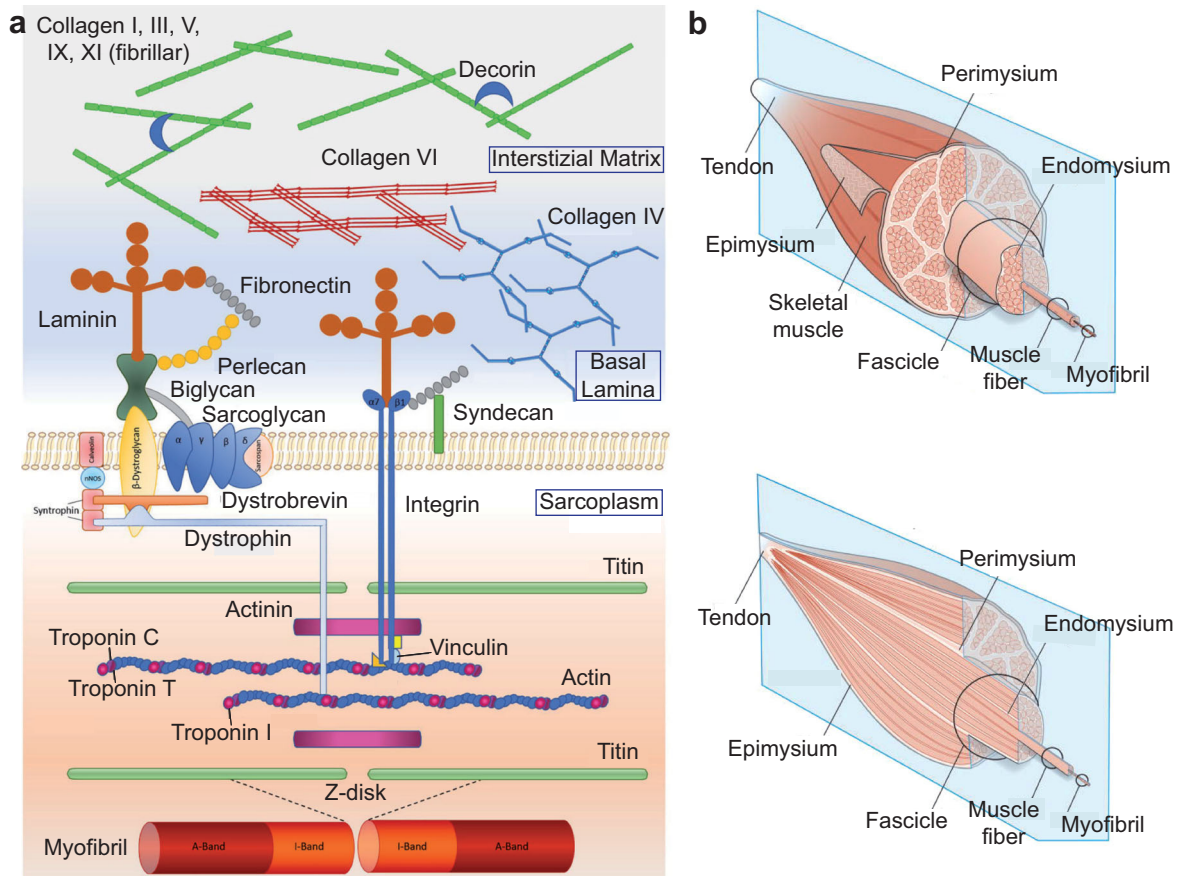 a
Collagen I, III, V,
IX, XI (fibrillar)
Decorin
Collagen VI
Interstizial Matrix
Collagen IV
Fibronectin
Laminin
Perlecan
Basal
Lamina
Biglycan
α7
β1
Sarcoglycan
Syndecan
α
γ
β
δ
Sarcospan
Calveolin
β-Dystroglycan
nNOS
Syntrophin
Dystrobrevin
Integrin
Sarcoplasm
Dystrophin
Titin
Actinin
Troponin C
Vinculin
Troponin T
Actin
Troponin I
Titin
Z-disk
Myofibril
A-Band
I-Band
I-Band
A-Band
b
Perimysium
Tendon
Endomysium
Epimysium
Skeletal
muscle
Fascicle
Muscle
fiber
Myofibril
Perimysium
Tendon
Endomysium
Epimysium
Fascicle
Muscle
fiber
Myofibril